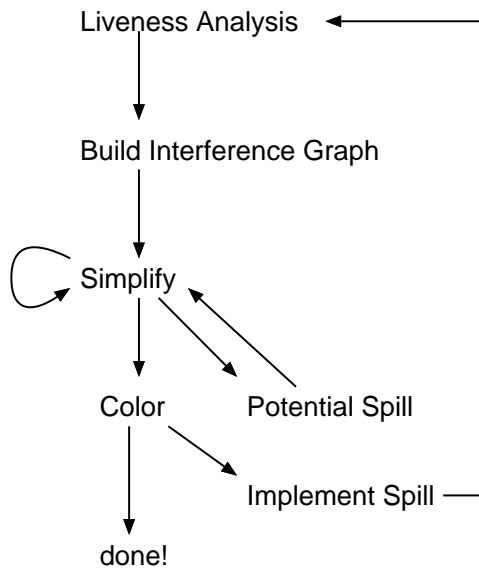 Liveness Analysis
Build Interference Graph
Simplify
Color
Potential Spill
Implement Spill
done!